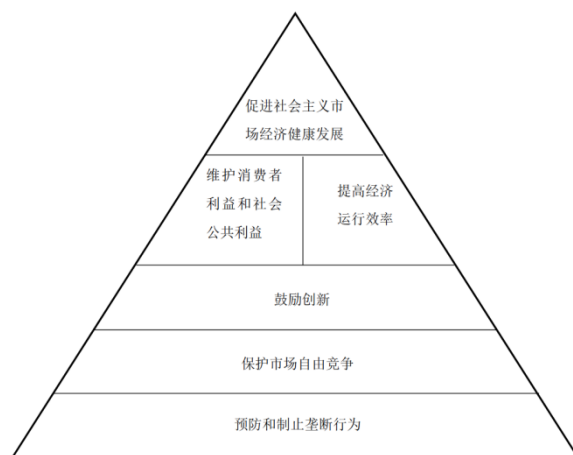 促进社会主义市
场经济健康发展
维护消费者
利益和社会
公共利益
提高经济
运行效率
鼓励创新
保护市场自由竞争
预防和制止垄断行为